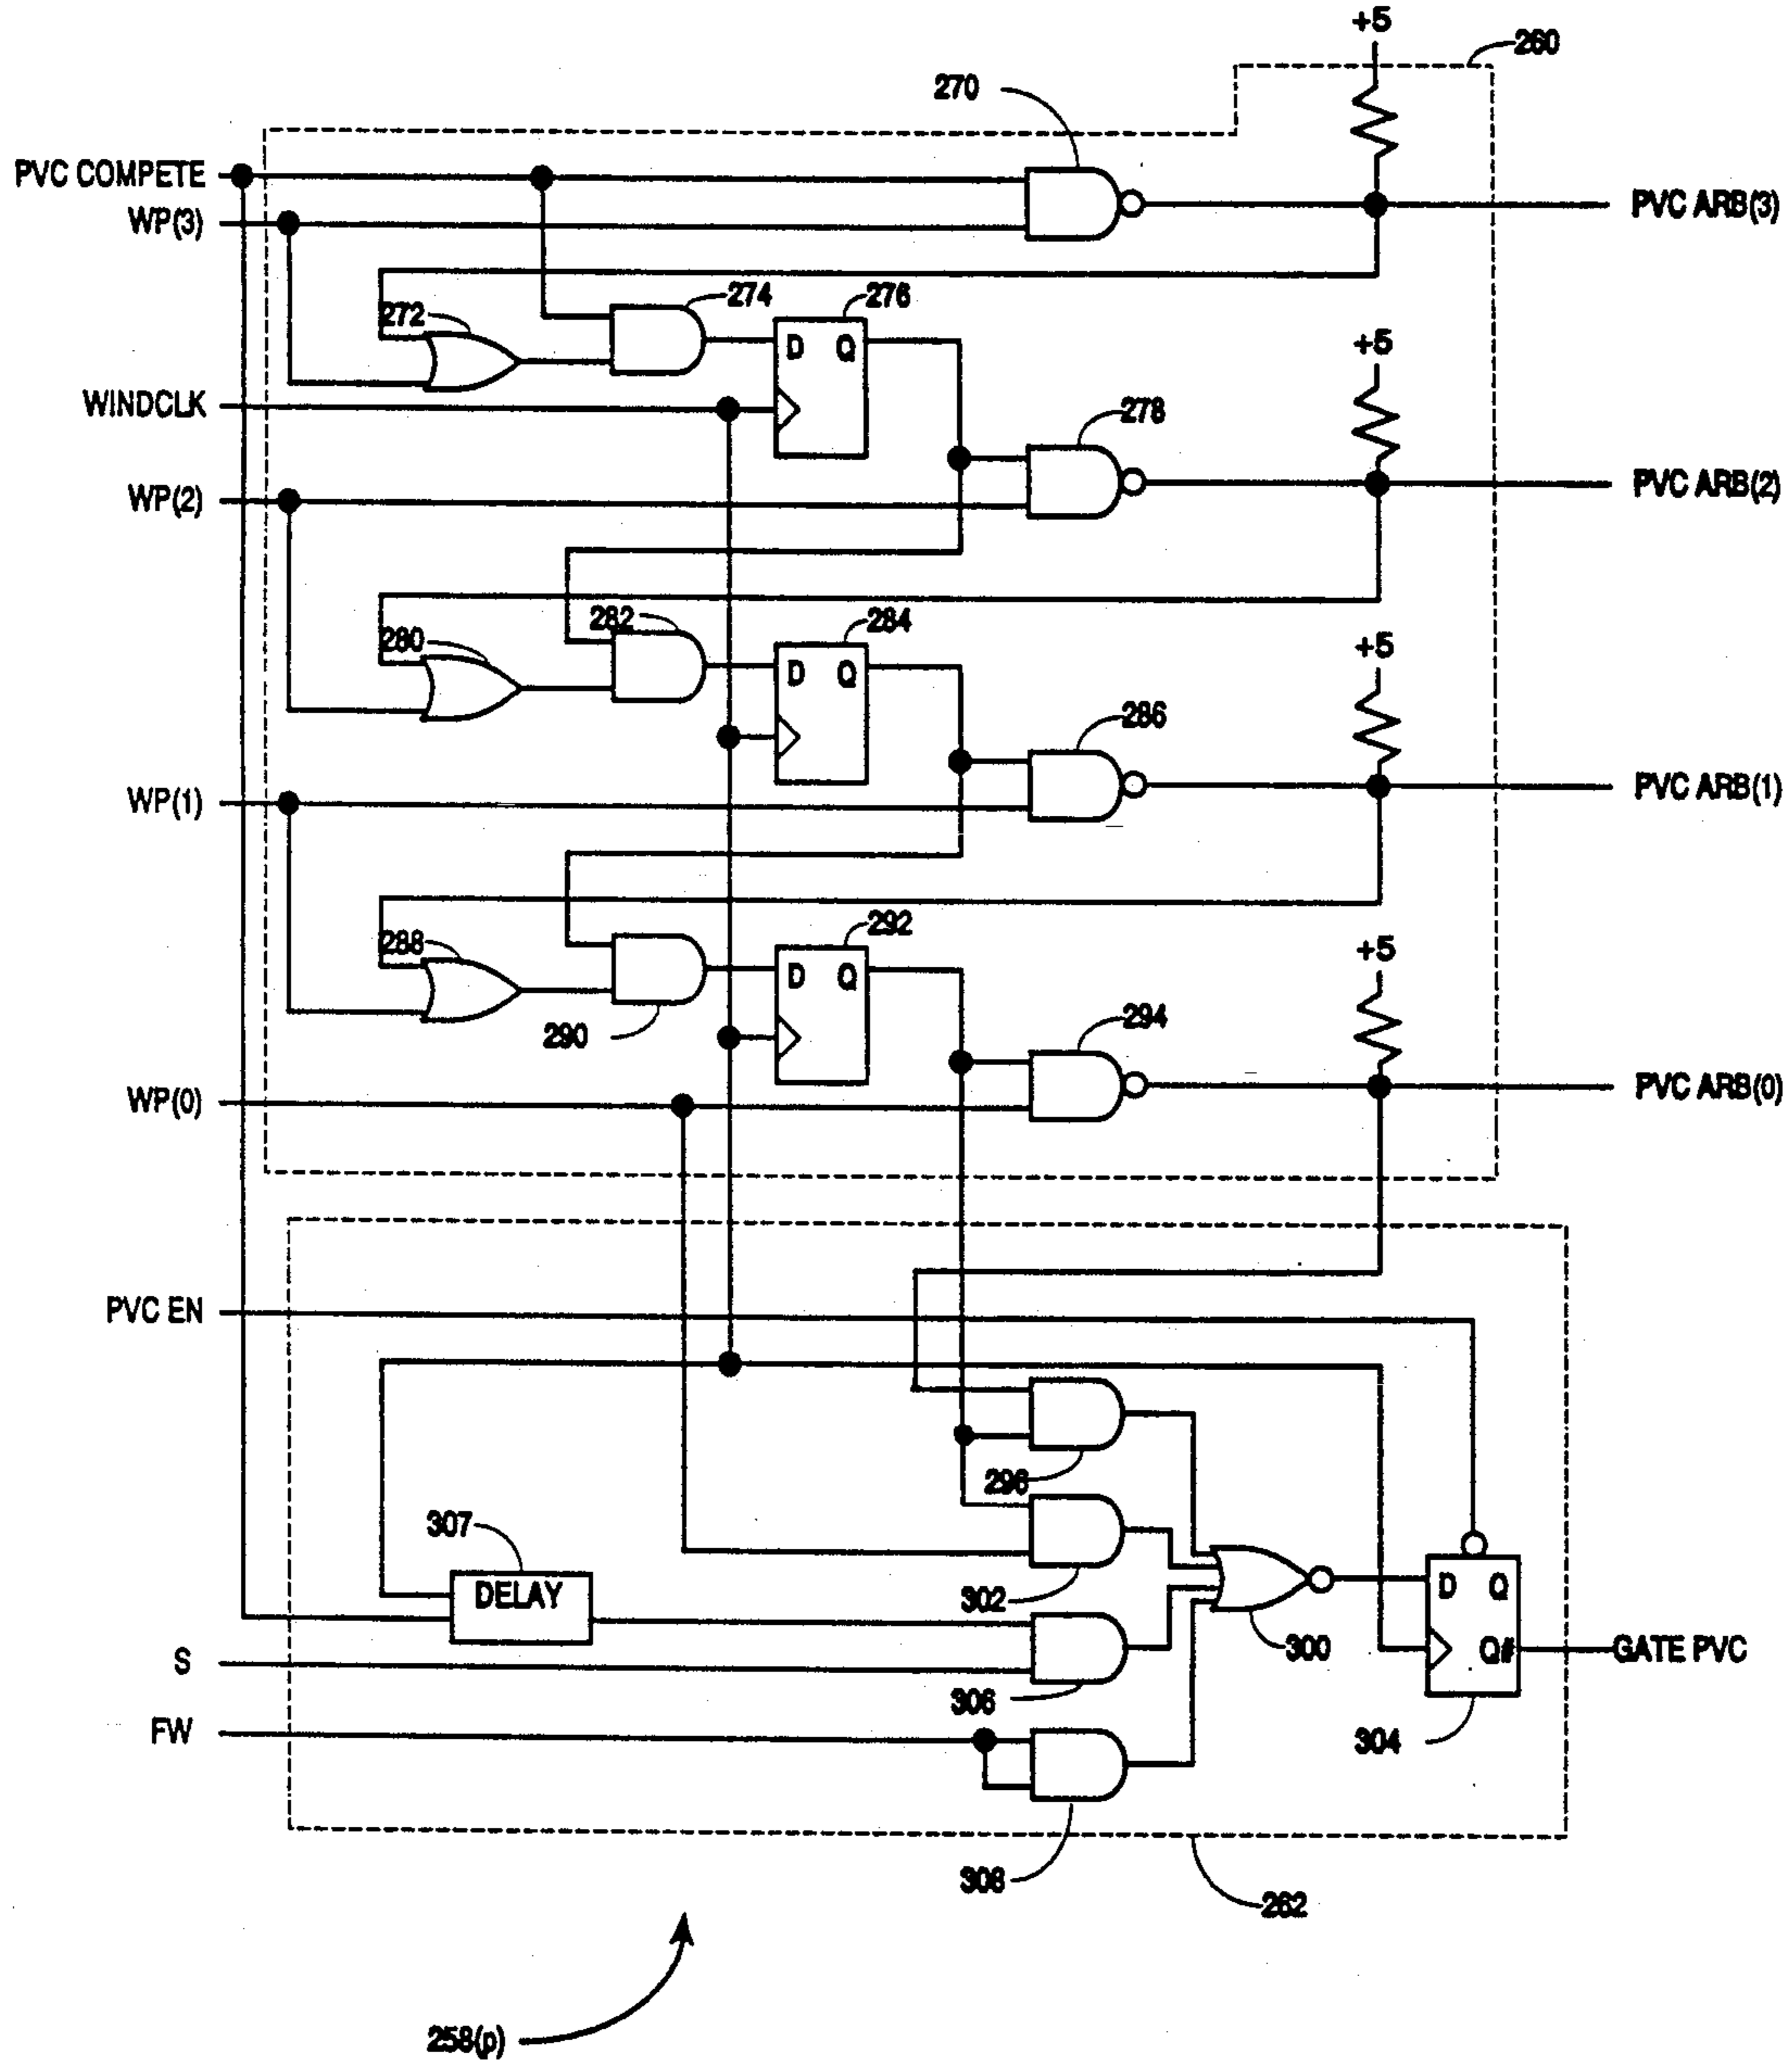 +5
260
270
PVC COMPETE
WP(3)
PVC ARB(3)
274
276
272
D Q
+5
WINDCLK
278
WP(2)
PVC ARB(2)
282
284
280
D Q
+5
286
WP(1)
PVC ARB(1)
292
288
D Q
+5
290
294
WP(0)
PVC ARB(0)
PVC EN
296
307
DELAY
302
D Q
S
300
Q#
GATE PVC
306
FW
304
308
262
258(p)